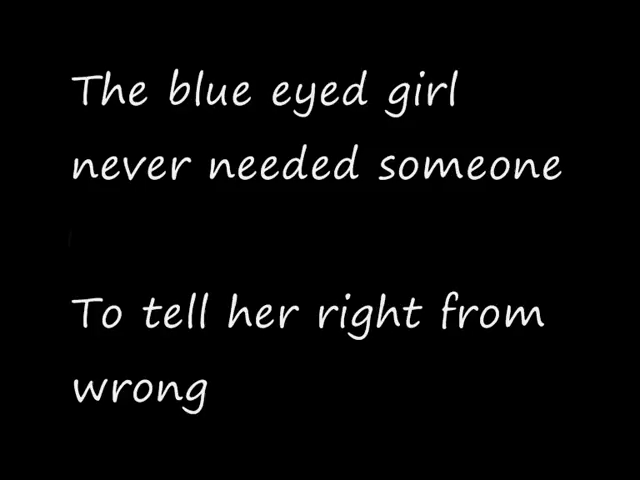 The blue eyed girl
never needed someone
To tell her right from
wrong